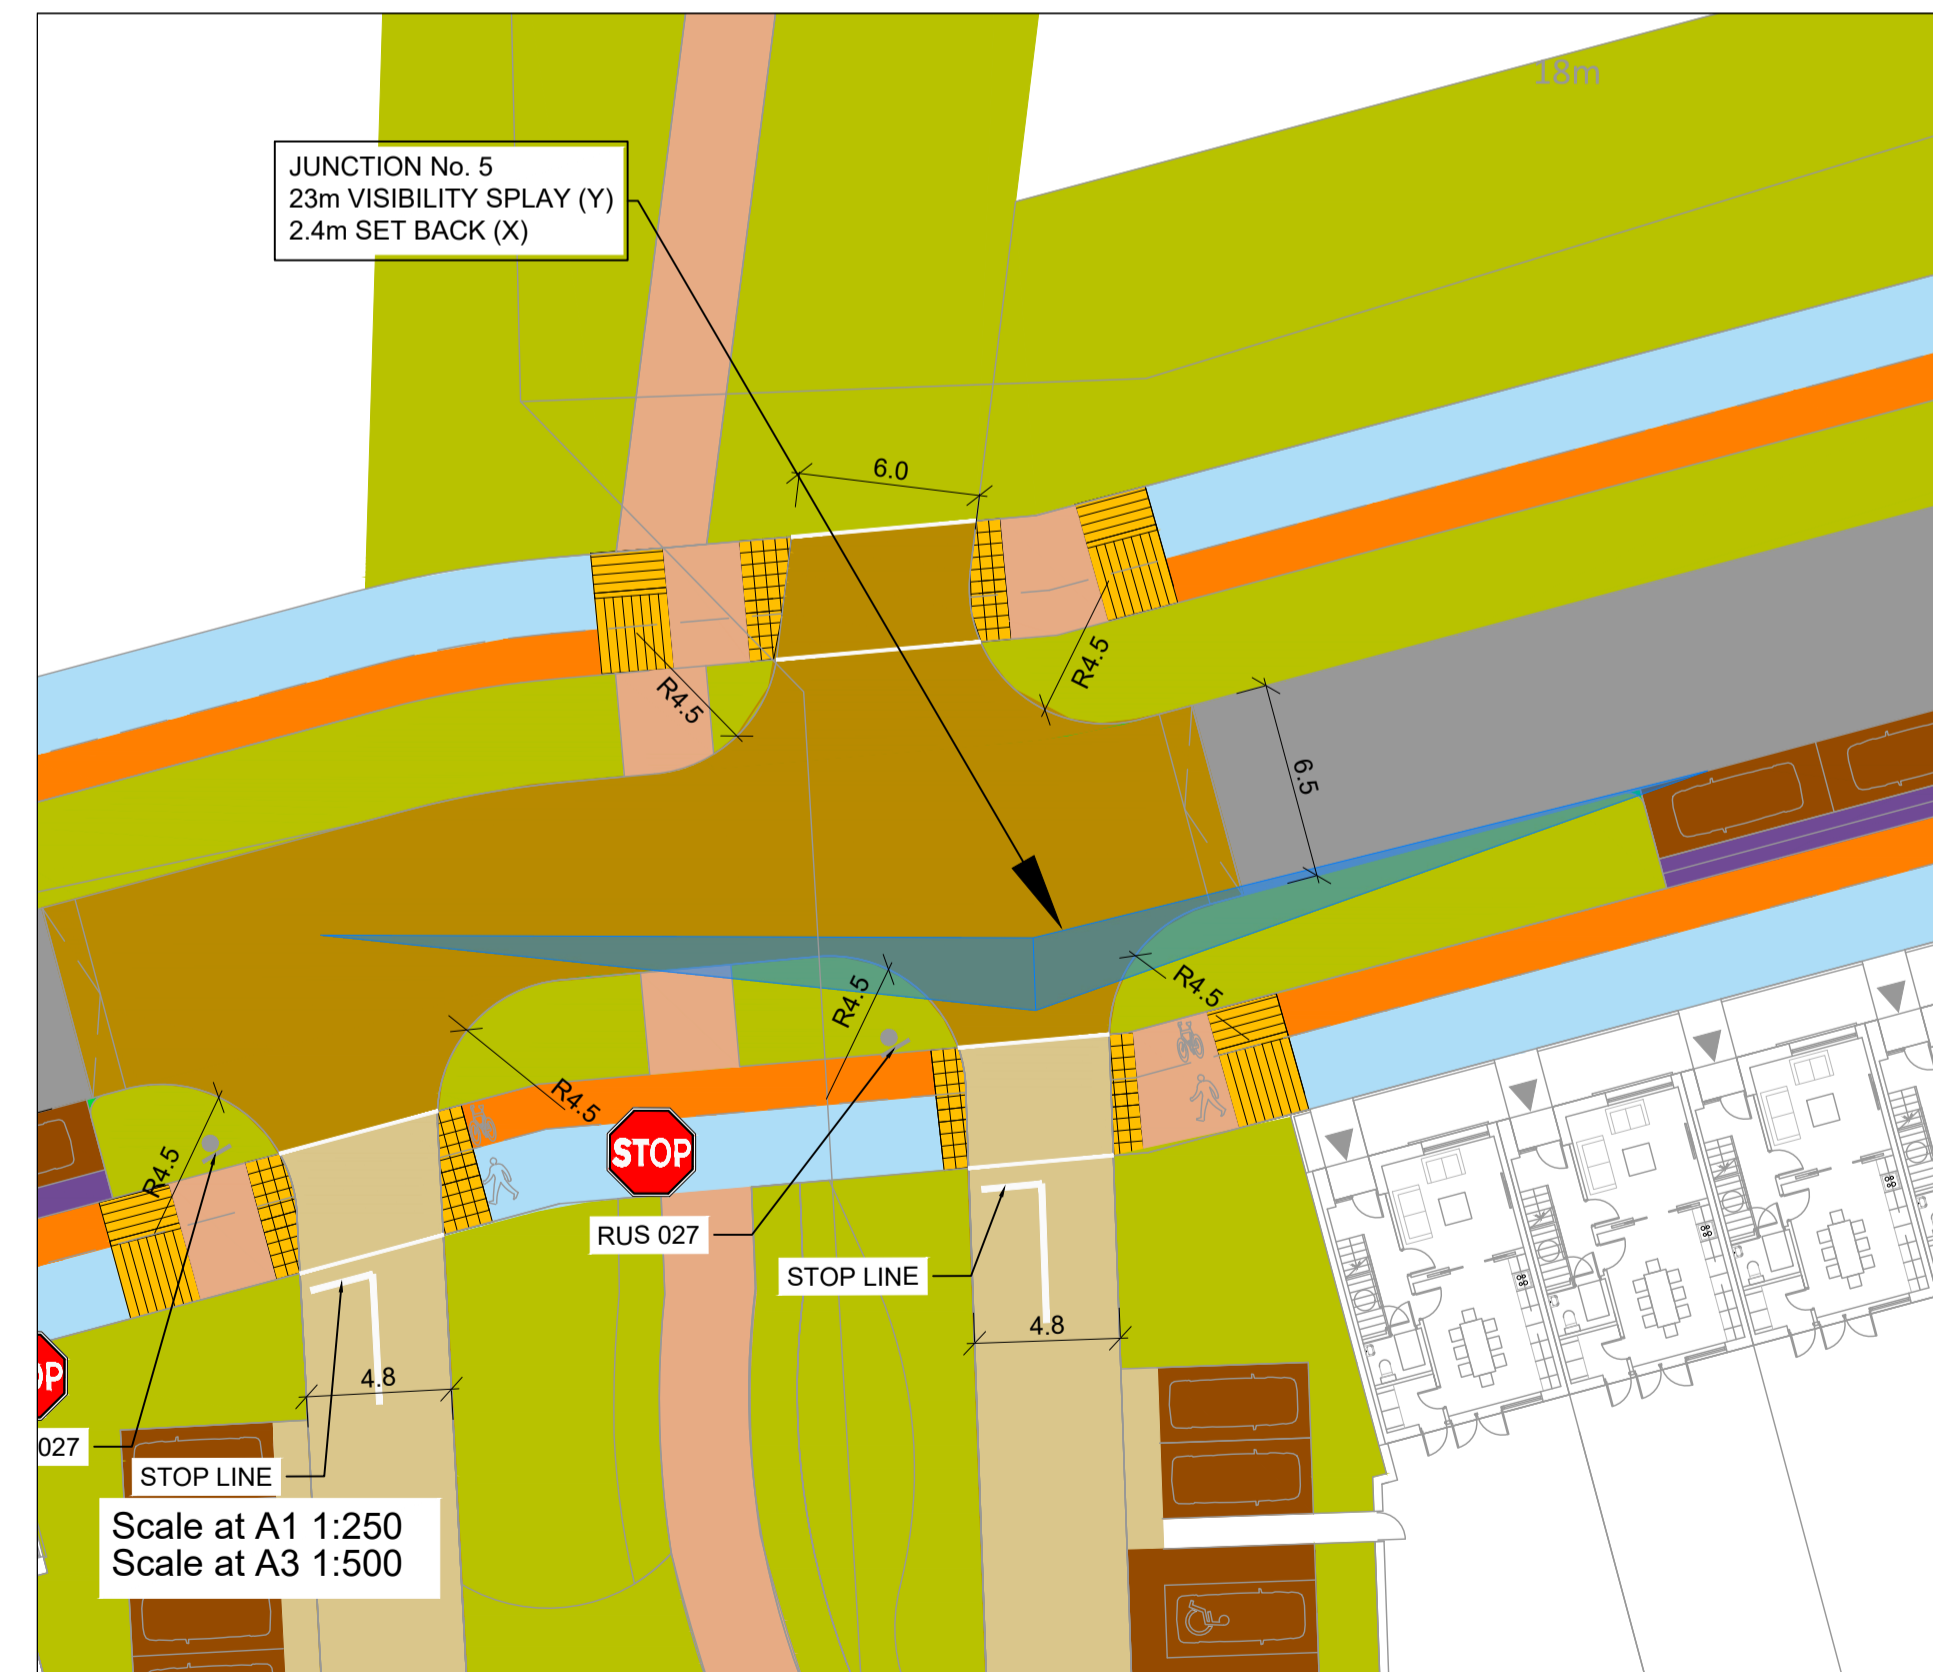 18m
JUNCTION No. 5
23m VISIBILITY SPLAY (Y)
2.4m SET BACK (X)
6.0
R4.5
R4.5
6.5
R4.5
R4.5
R4.5
R4.5
STOP
RUS 027
STOP LINE
4.8
4.8
OP
027
STOP LINE
Scale at A1 1:250
Scale at A3 1:500